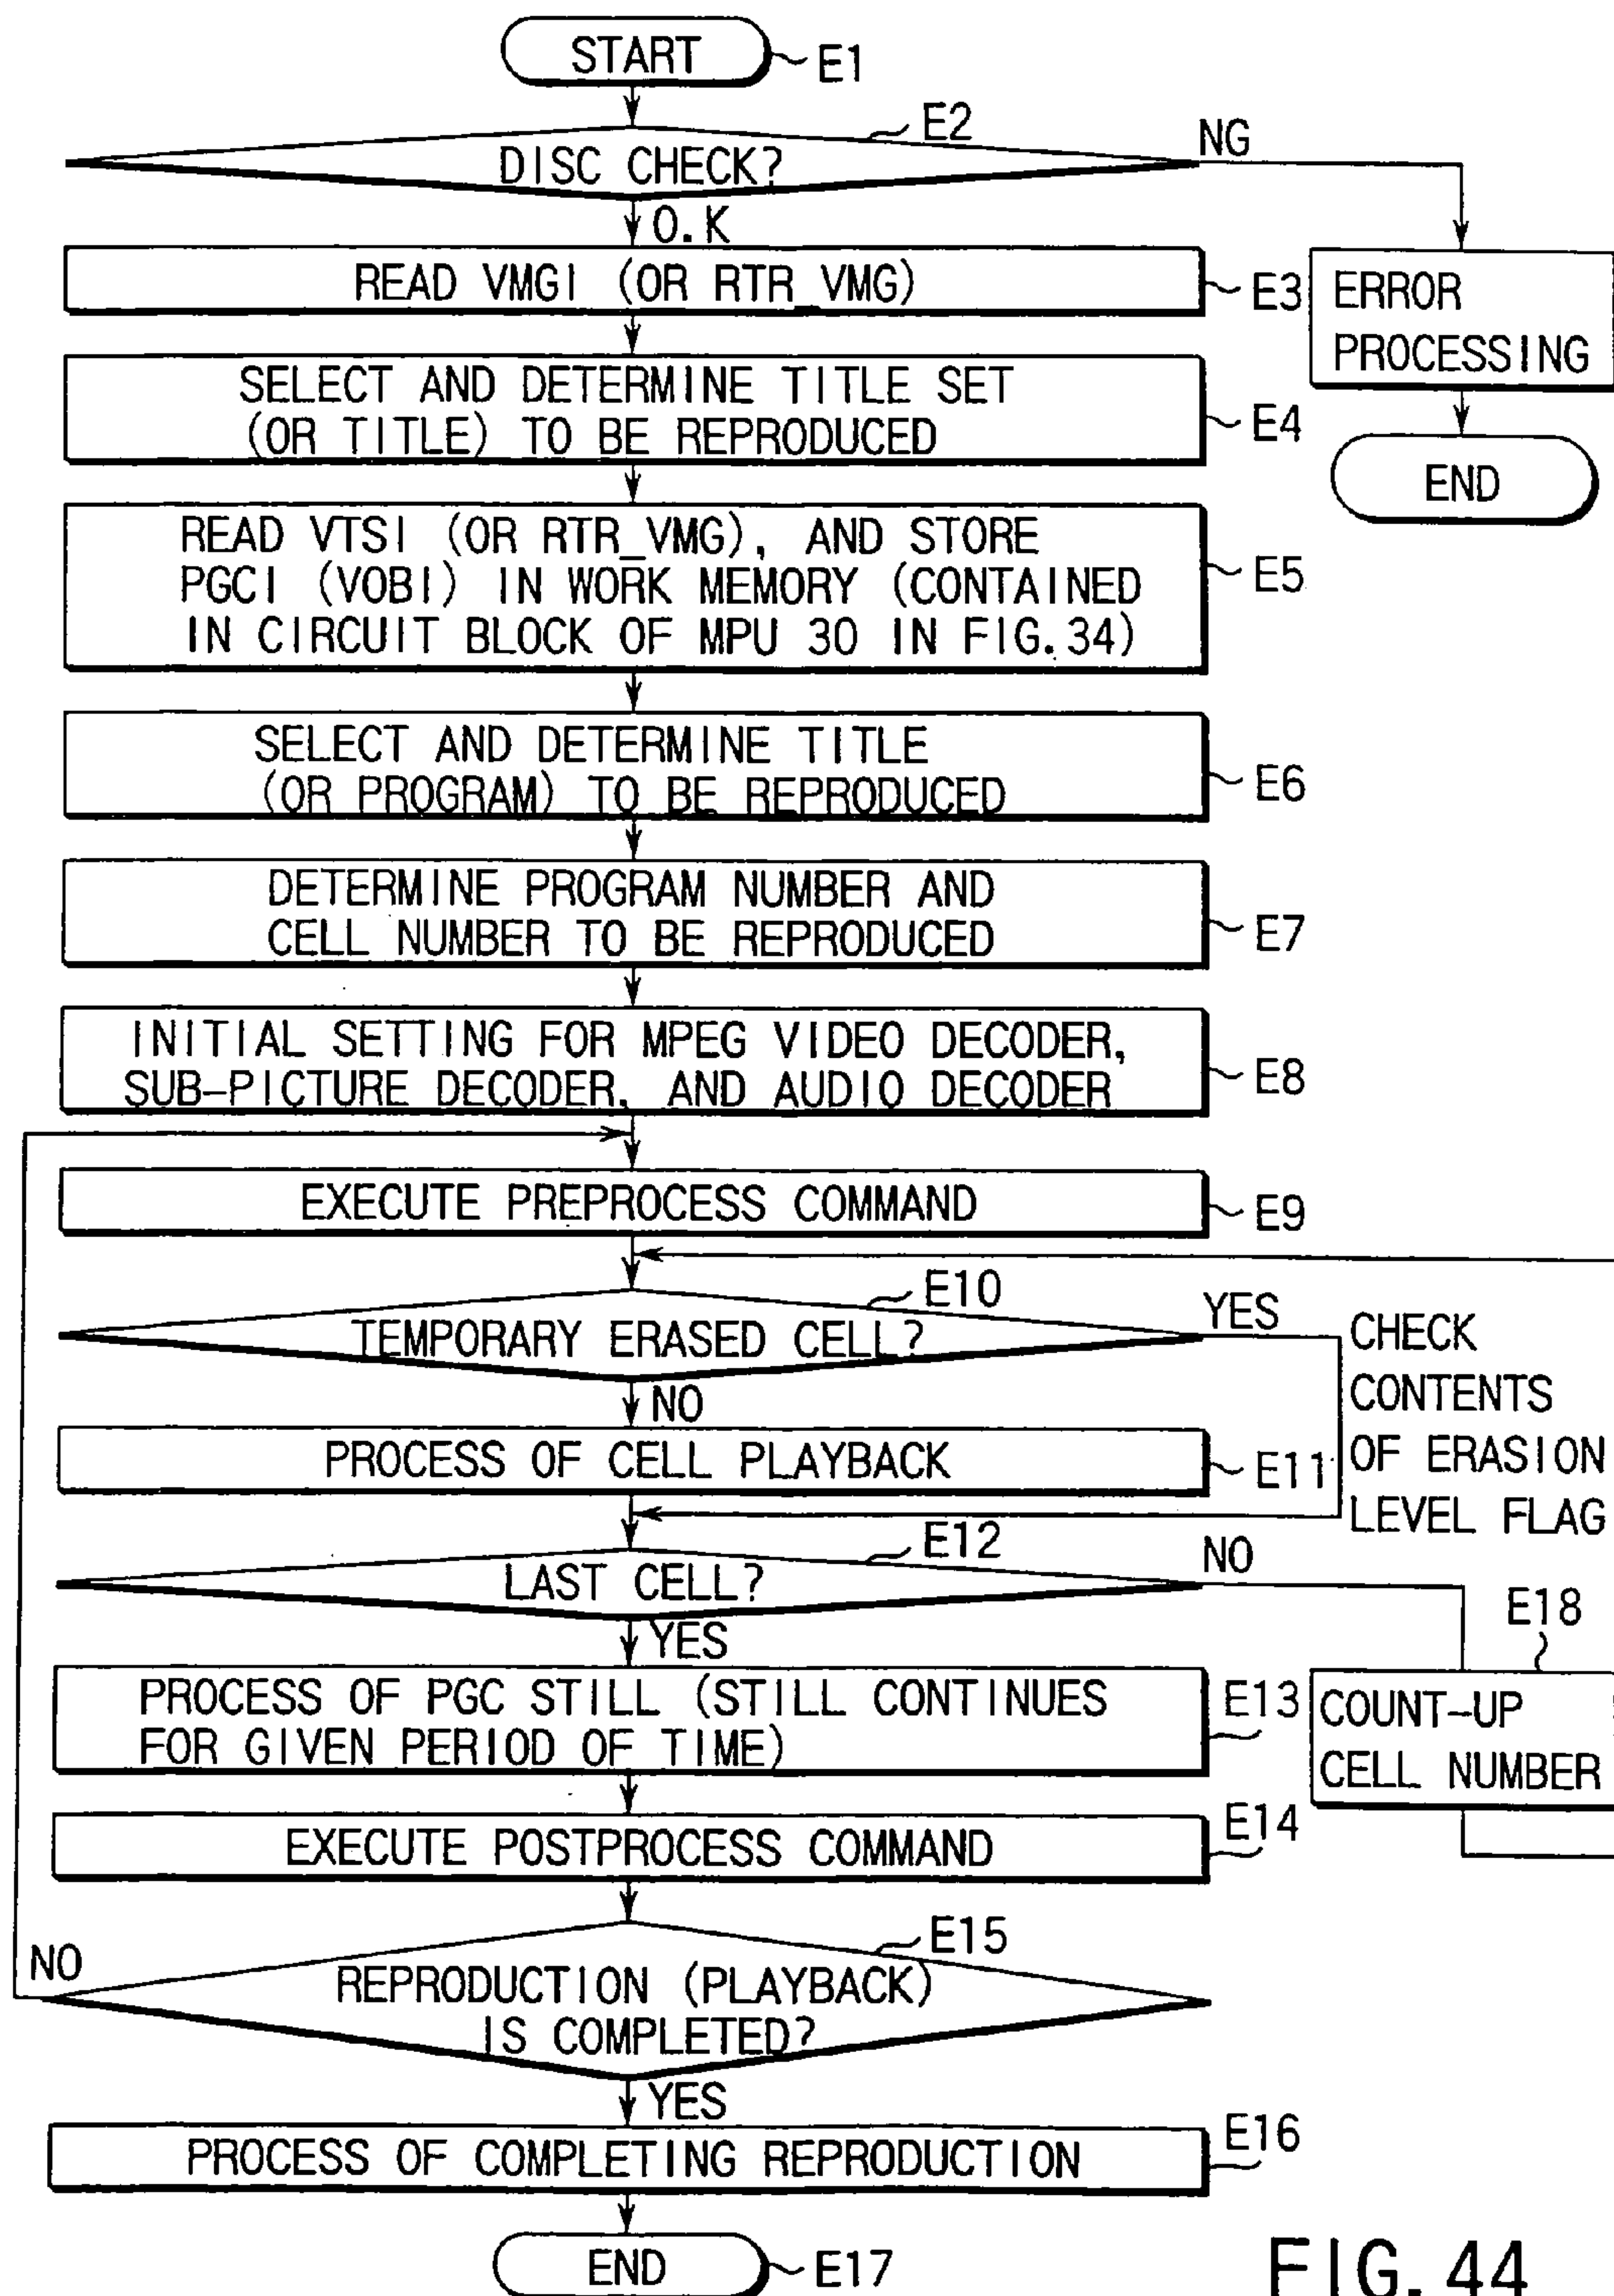 START
E1
E2
DISC CHECK?
NG
O.K
READ VMGI (OR RTR_VMG)
E3
ERROR
PROCESSING
SELECT AND DETERMINE TITLE SET
(OR TITLE) TO BE REPRODUCED
E4
END
READ VTSI (OR RTR_VMG), AND STORE
PGCI (VOBI) IN WORK MEMORY (CONTAINED
IN CIRCUIT BLOCK OF MPU 30 IN FIG.34)
E5
SELECT AND DETERMINE TITLE
(OR PROGRAM) TO BE REPRODUCED
E6
DETERMINE PROGRAM NUMBER AND
CELL NUMBER TO BE REPRODUCED
E7
INITIAL SETTING FOR MPEG VIDEO DECODER,
SUB-PICTURE DECODER, AND AUDIO DECODER
E8
EXECUTE PREPROCESS COMMAND
E9
E10
TEMPORARY ERASED CELL?
YES
CHECK
CONTENTS
OF ERASION
LEVEL FLAG
NO
PROCESS OF CELL PLAYBACK
E11
E12
LAST CELL?
NO
YES
E18
COUNT-UP
CELL NUMBER
PROCESS OF PGC STILL (STILL CONTINUES
FOR GIVEN PERIOD OF TIME)
E13
EXECUTE POSTPROCESS COMMAND
E14
E15
NO
REPRODUCTION (PLAYBACK)
IS COMPLETED?
YES
PROCESS OF COMPLETING REPRODUCTION
E16
END
E17
FIG. 44